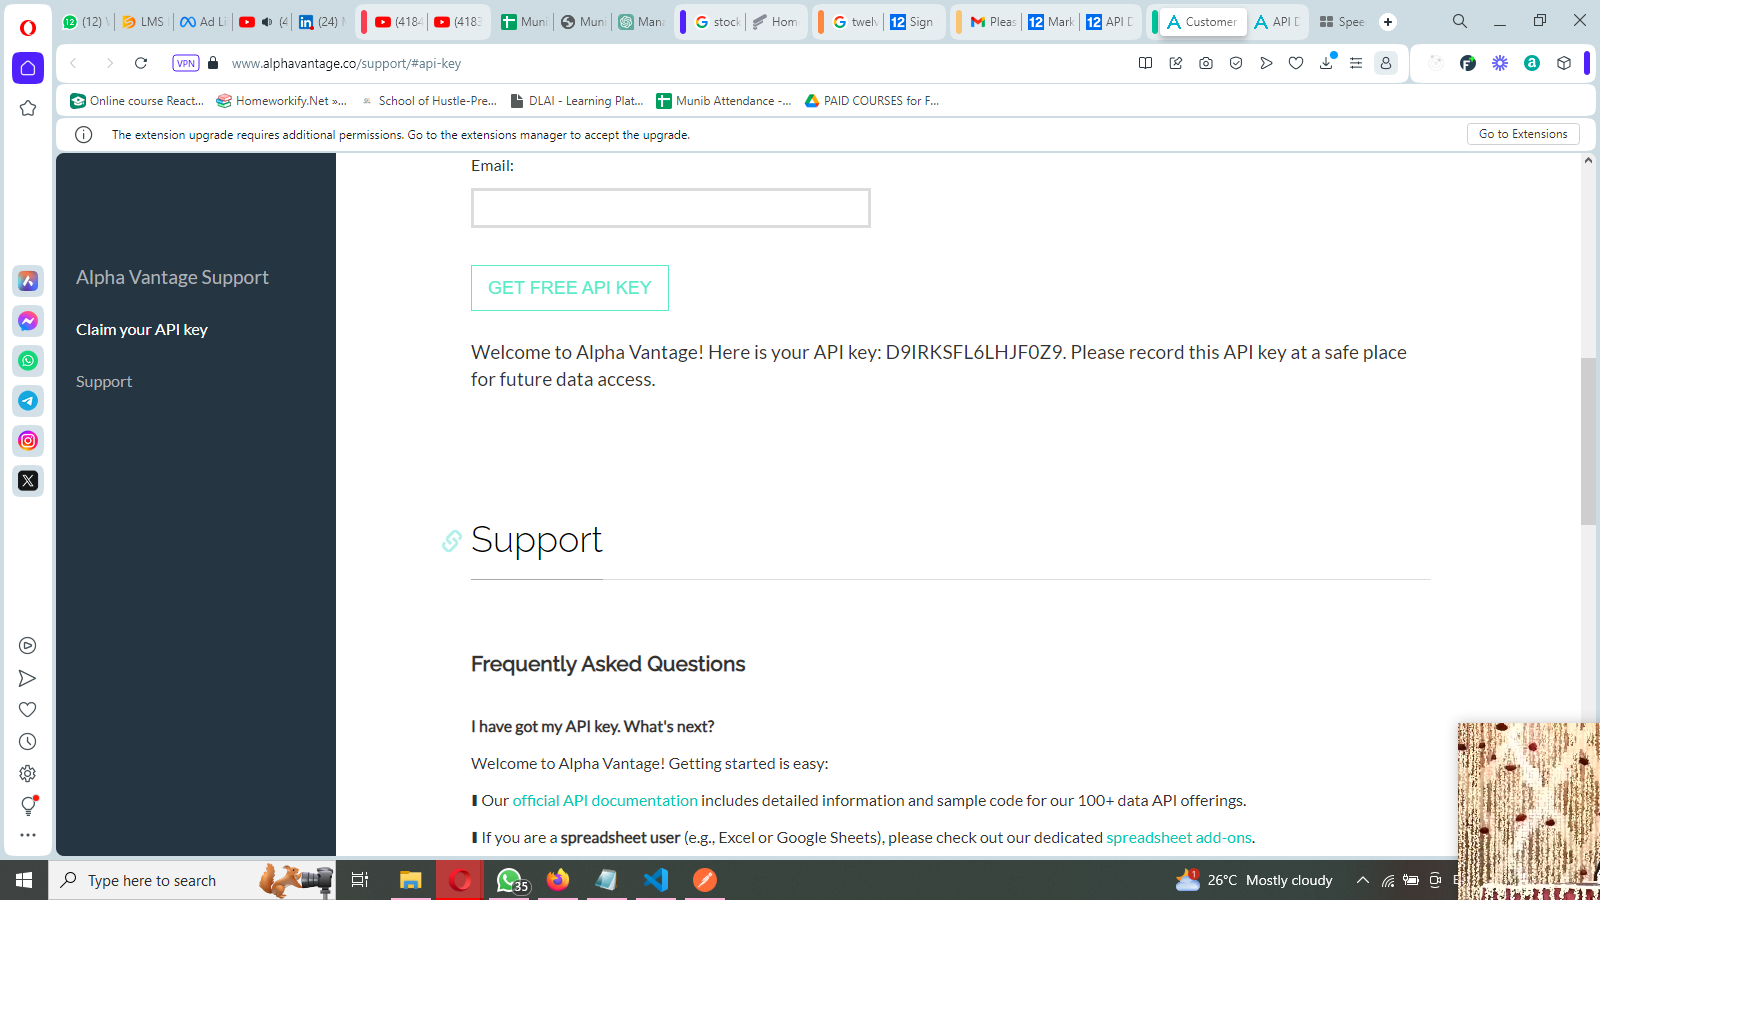 (12) V
LMS
Ad Li
(4
(24)
(4184
(4183
Muni
Muni
Mana
stock
Hom
twelv
12 Sign
Pleas
12 Mark
12 API D
Customer
API D
Spee
VPN
www.alphavantage.co/support/#api-key
Online course React...
Homeworkify.Net »...
School of Hustle-Pre...
DLAI - Learning Plat...
Munib Attendance -...
PAID COURSES for F...
The extension upgrade requires additional permissions. Go to the extensions manager to accept the upgrade.
Go to Extensions
Email:
GET FREE API KEY
Alpha Vantage Support
Claim your API key
Support
Welcome to Alpha Vantage! Here is your API key: D9IRKSFL6LHJF0Z9. Please record this API key at a safe place
for future data access.
Support
Frequently Asked Questions
I have got my API key. What's next?
Welcome to Alpha Vantage! Getting started is easy:
Our official API documentation includes detailed information and sample code for our 100+ data API offerings.
If you are a spreadsheet user (e.g., Excel or Google Sheets), please check out our dedicated spreadsheet add-ons.
Type here to search
35
1
26°C Mostly cloudy